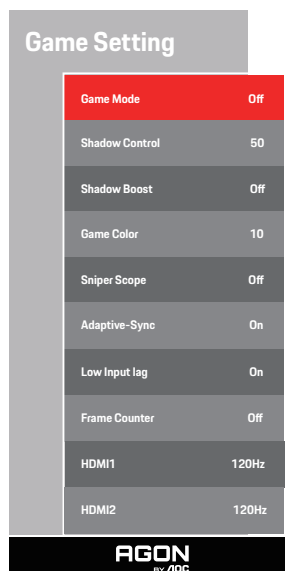 Game Setting
Game Mode Off
Shadow Control 50
Shadow Boost Off
Game Color 10
Sniper Scope Off
Adaptive-Sync On
Low Input lag On
Frame Counter Off
HDMI1 120Hz
HDMI2 120Hz
AGON
BY AOC